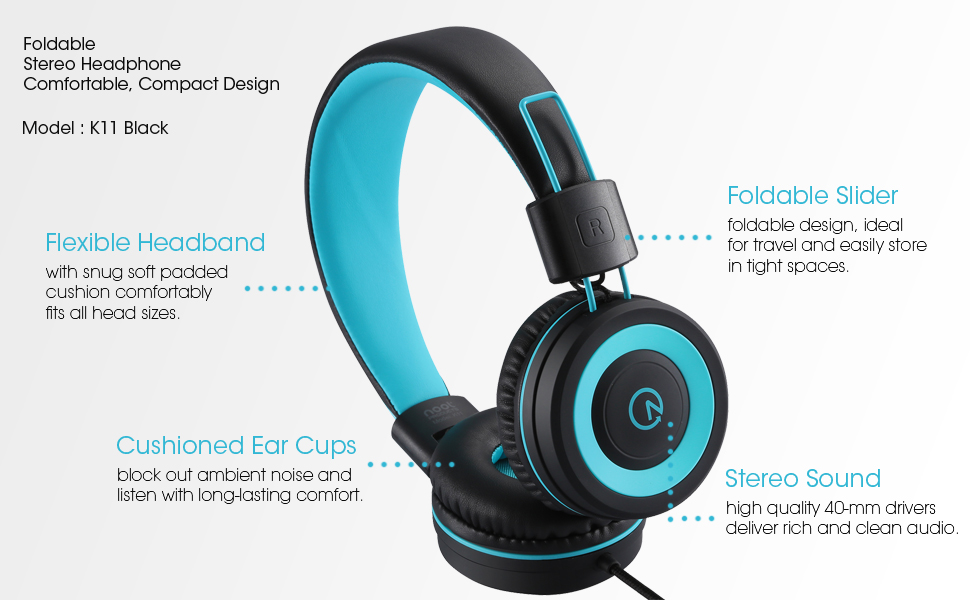 Foldable
Stereo Headphone
Comfortable, Compact Design
Model : K11 Black
Flexible Headband
with snug soft padded
cushion comfortably
fits all head sizes.
Foldable Slider
foldable design, ideal
for travel and easily store
in tight spaces.
R
Cushioned Ear Cups
block out ambient noise and
listen with long-lasting comfort.
noot
Stereo Sound
high quality 40-mm drivers
deliver rich and clean audio.